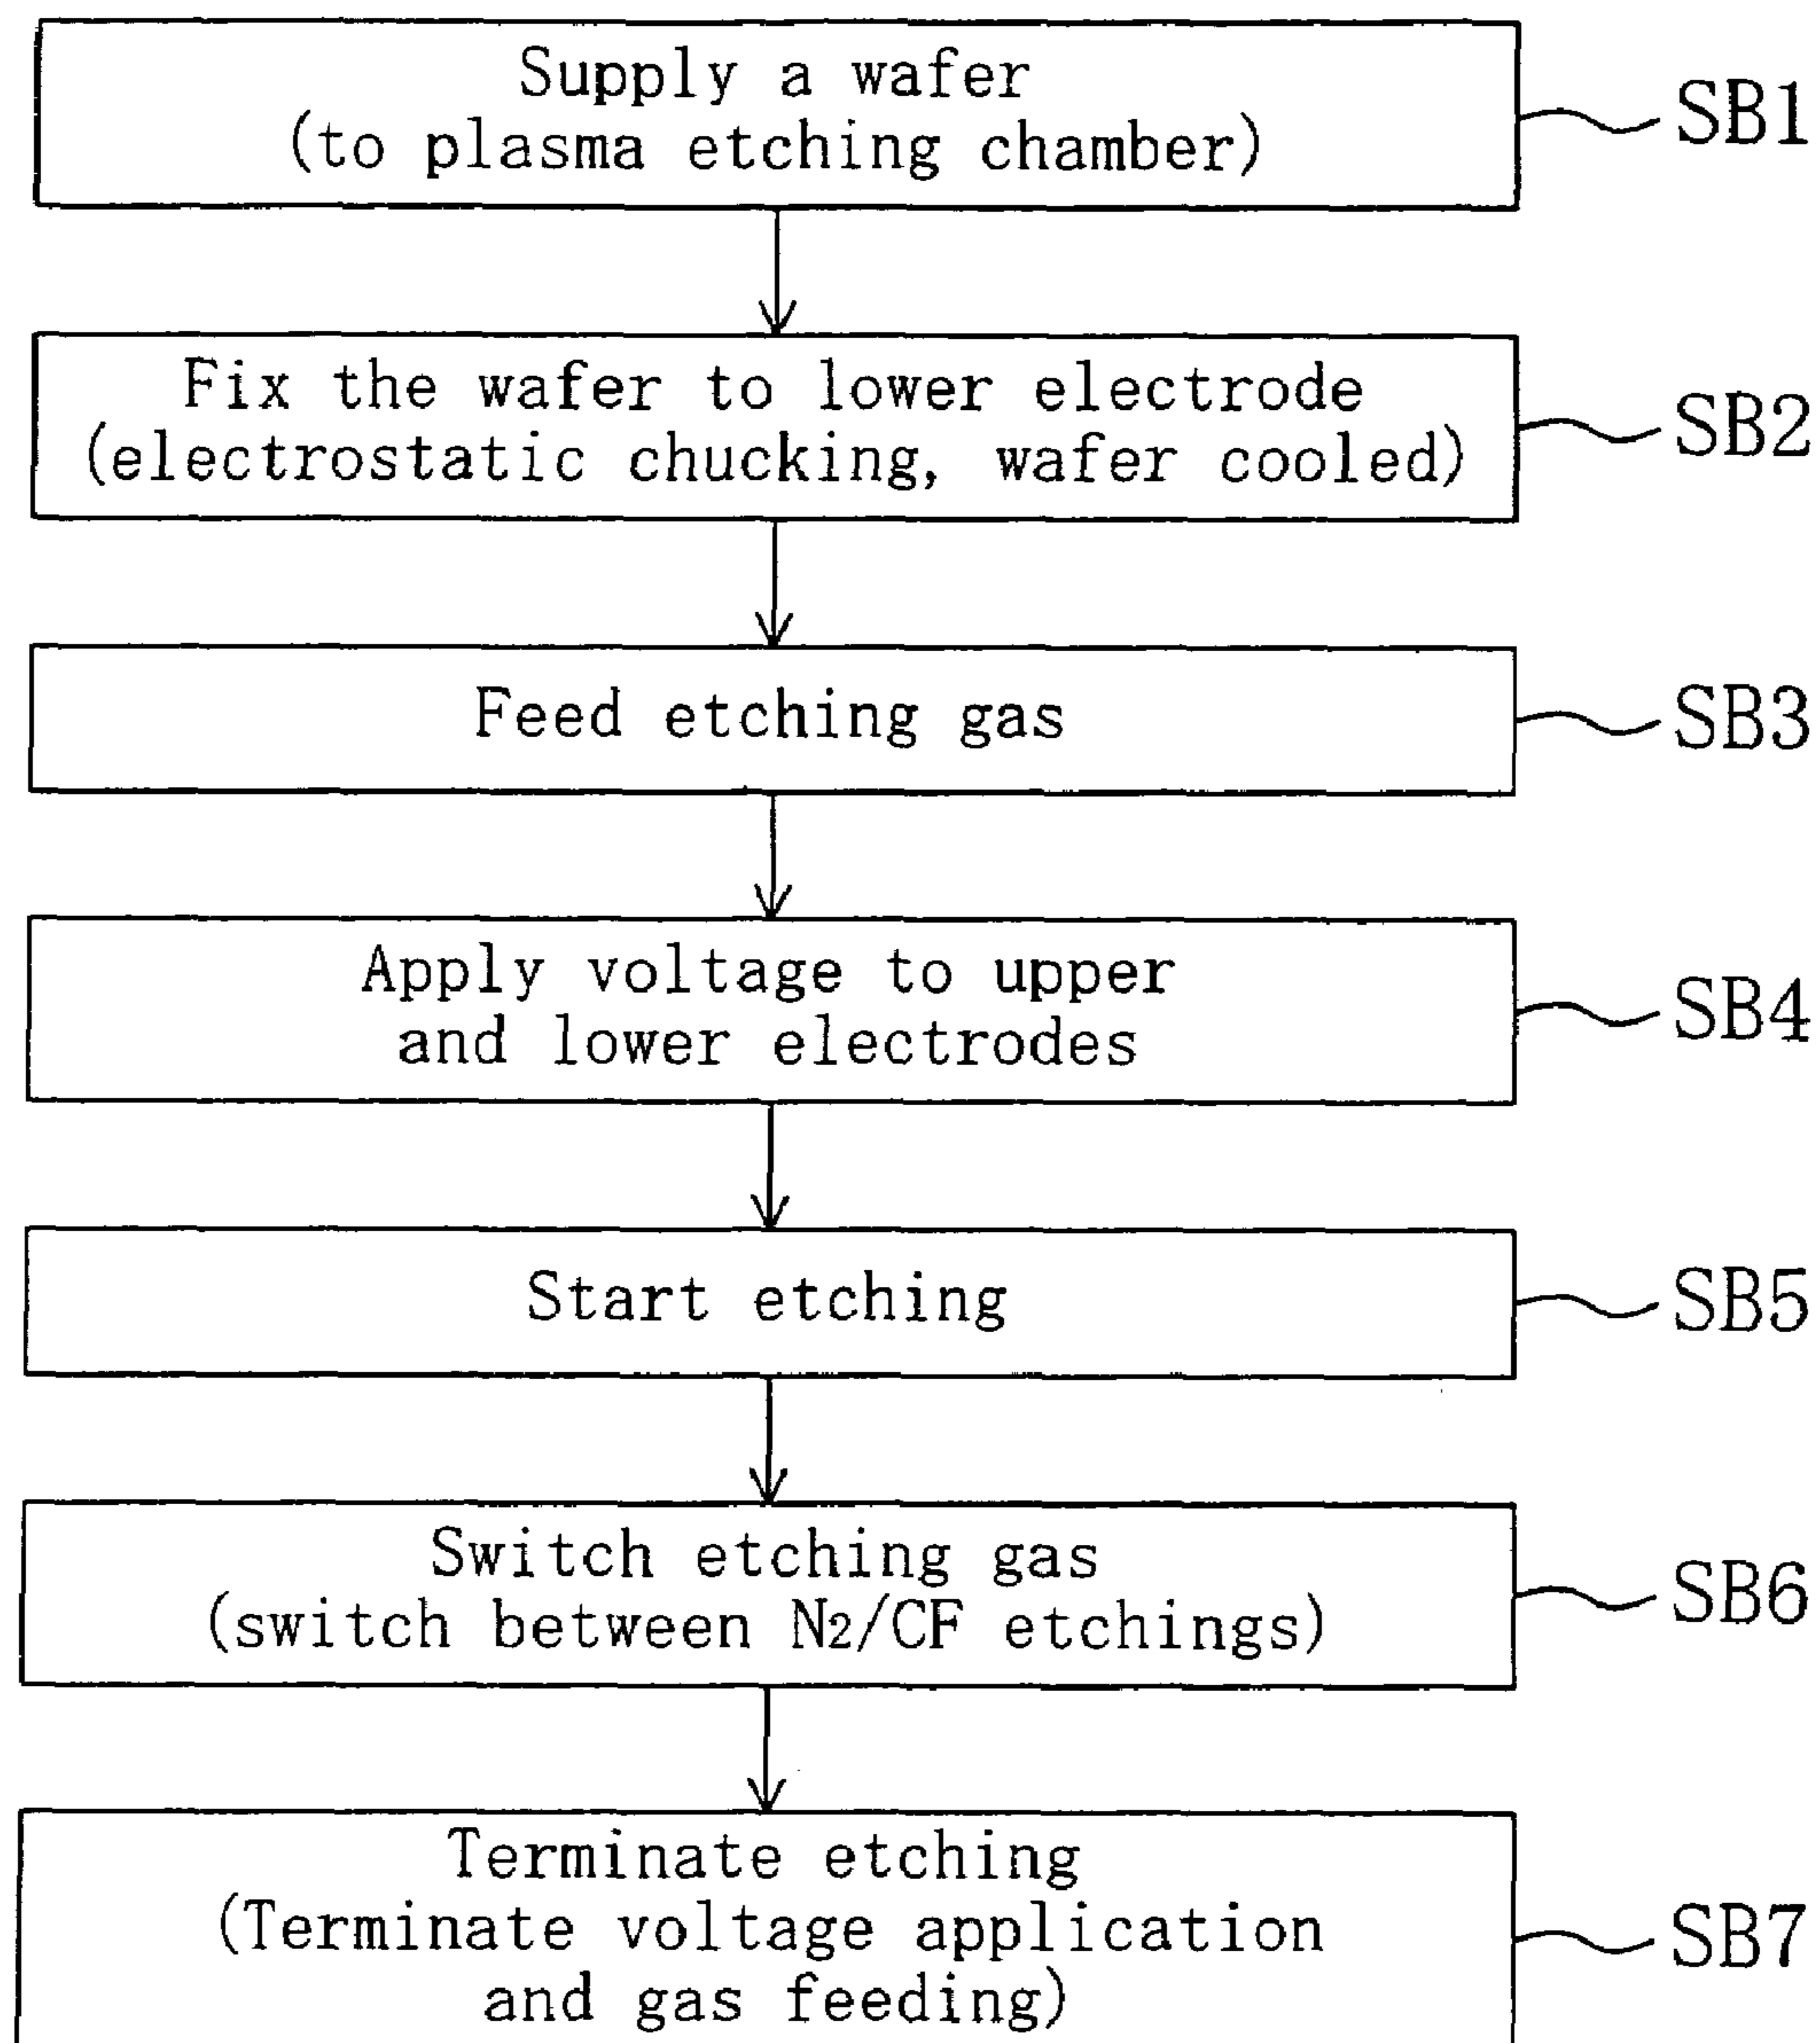 Supply a wafer
(to plasma etching chamber)
SB1
Fix the wafer to lower electrode
(electrostatic chucking, wafer cooled)
SB2
Feed etching gas
SB3
Apply voltage to upper
and lower electrodes
SB4
Start etching
SB5
Switch etching gas
(switch between N2/CF etchings)
SB6
Terminate etching
(Terminate voltage application
and gas feeding)
SB7